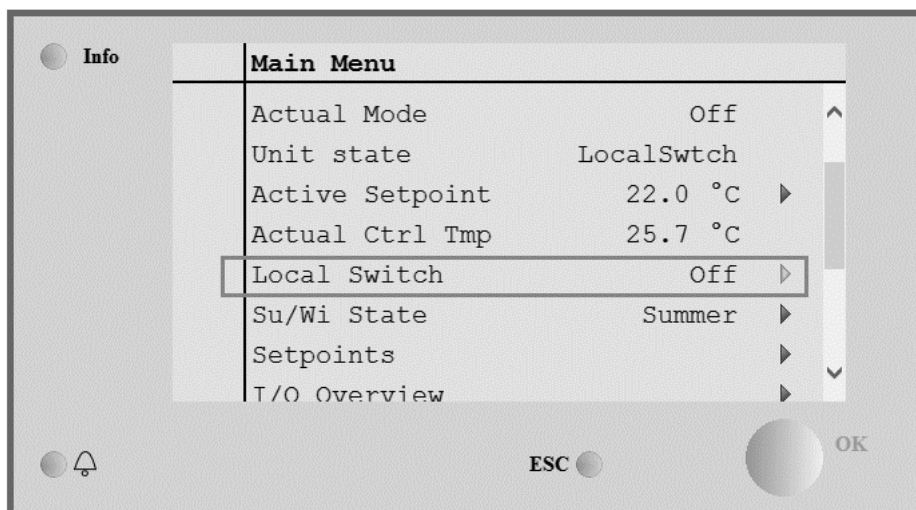 Info
Main Menu
Actual Mode Off
Unit state LocalSwtch
Active Setpoint 22.0 °C
Actual Ctrl Tmp 25.7 °C
Local Switch Off
Su/Wi State Summer
Setpoints
I/O Overview
ESC
OK